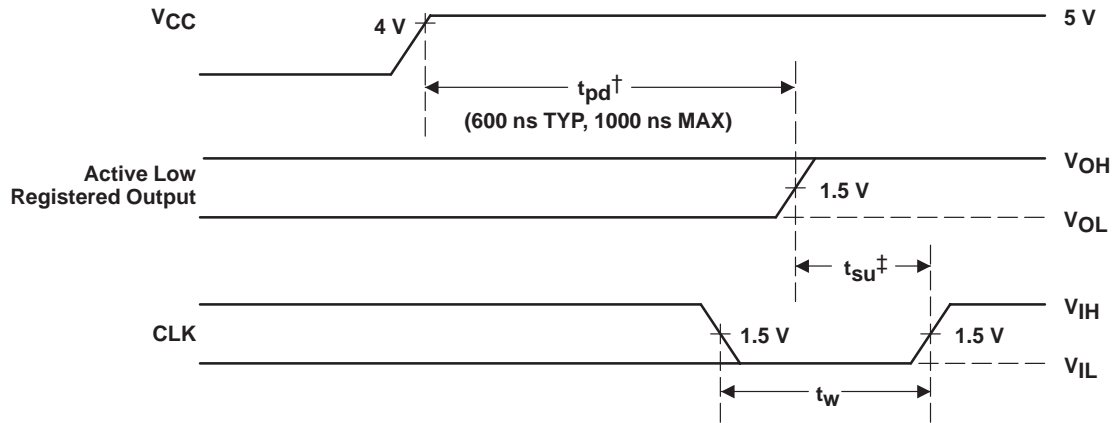 VCC
4 V
5 V
tpd†
(600 ns TYP, 1000 ns MAX)
Active Low
Registered Output
VOH
1.5 V
VOL
tsu‡
CLK
VIH
1.5 V
1.5 V
VIL
tw